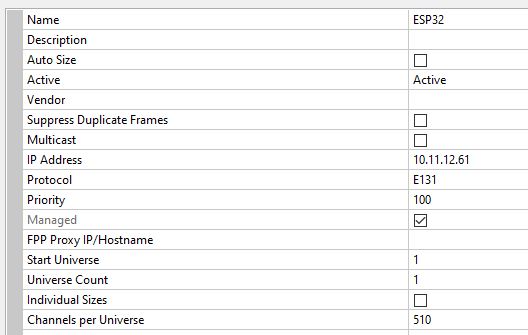 Name ESP32
Description
Auto Size
Active Active
Vendor
Suppress Duplicate Frames
Multicast
IP Address 10.11.12.61
Protocol E131
Priority 100
Managed
FPP Proxy IP/Hostname
Start Universe 1
Universe Count 1
Individual Sizes
Channels per Universe 510